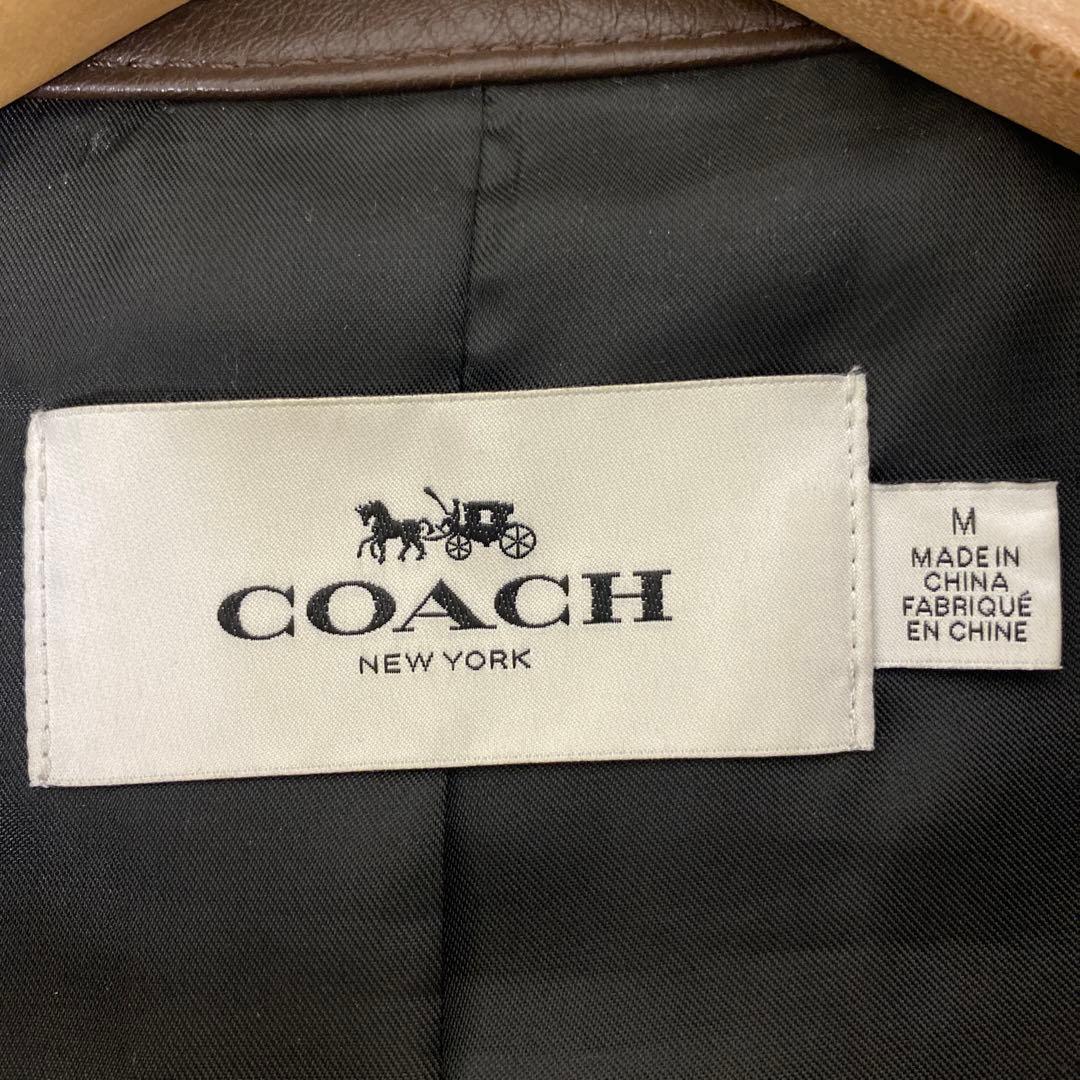 COACH
NEW YORK
M
MADE IN
CHINA
FABRIQUÉ
EN CHINE